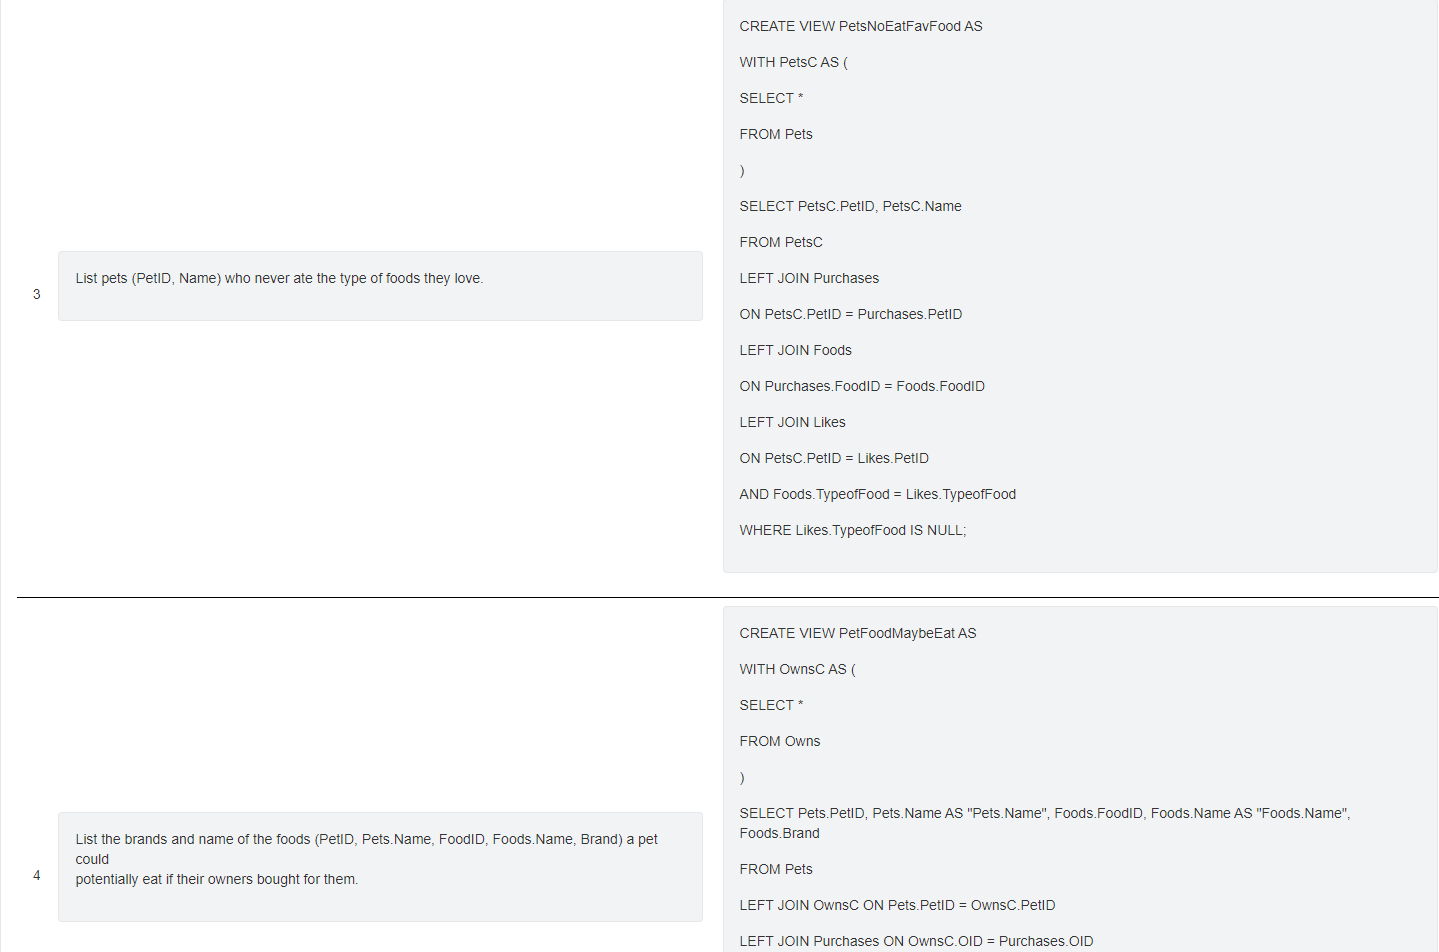 3
List pets (PetID, Name) who never ate the type of foods they love.
CREATE VIEW PetsNoEatFavFood AS
WITH PetsC AS (
SELECT *
FROM Pets
)
SELECT PetsC.PetID, PetsC.Name
FROM PetsC
LEFT JOIN Purchases
ON PetsC.PetID = Purchases.PetID
LEFT JOIN Foods
ON Purchases.FoodID = Foods.FoodID
LEFT JOIN Likes
ON PetsC.PetID = Likes.PetID
AND Foods.TypeofFood = Likes.TypeofFood
WHERE Likes.TypeofFood IS NULL;
4
List the brands and name of the foods (PetID, Pets.Name, FoodID, Foods.Name, Brand) a pet
could
potentially eat if their owners bought for them.
CREATE VIEW PetFoodMaybeEat AS
WITH OwnsC AS (
SELECT *
FROM Owns
)
SELECT Pets.PetID, Pets.Name AS "Pets.Name", Foods.FoodID, Foods.Name AS "Foods.Name",
Foods.Brand
FROM Pets
LEFT JOIN OwnsC ON Pets.PetID = OwnsC.PetID
LEFT JOIN Purchases ON OwnsC.OID = Purchases.OID